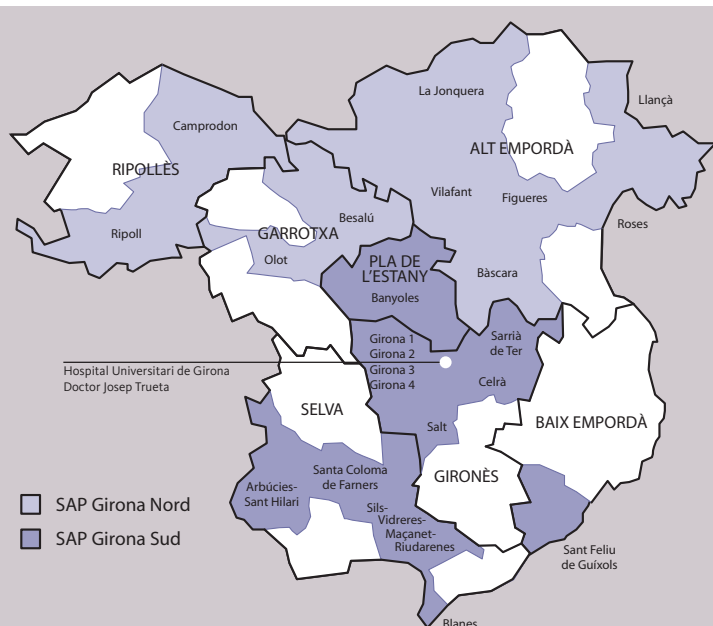 La Jonquera
Llançà
Camprodon
ALT EMPORDÀ
RIPOLLÈS
Vilafant
Figueres
Besalú
Roses
Ripoll
GARROTXA
Olot
PLA DE
L'ESTANY
Bàscara
Banyoles
Girona 1
Girona 2
Girona 3
Girona 4
Sarrià
de Ter
Hospital Universitari de Girona
Doctor Josep Trueta
Celrà
SELVA
Salt
BAIX EMPORDÀ
Santa Coloma
de Farners
GIRONÈS
Arbúcies-
Sant Hilari
Sils-
Vidreres-
Maçanet-
Riudarenes
SAP Girona Nord
SAP Girona Sud
Sant Feliu
de Guíxols
Blanes